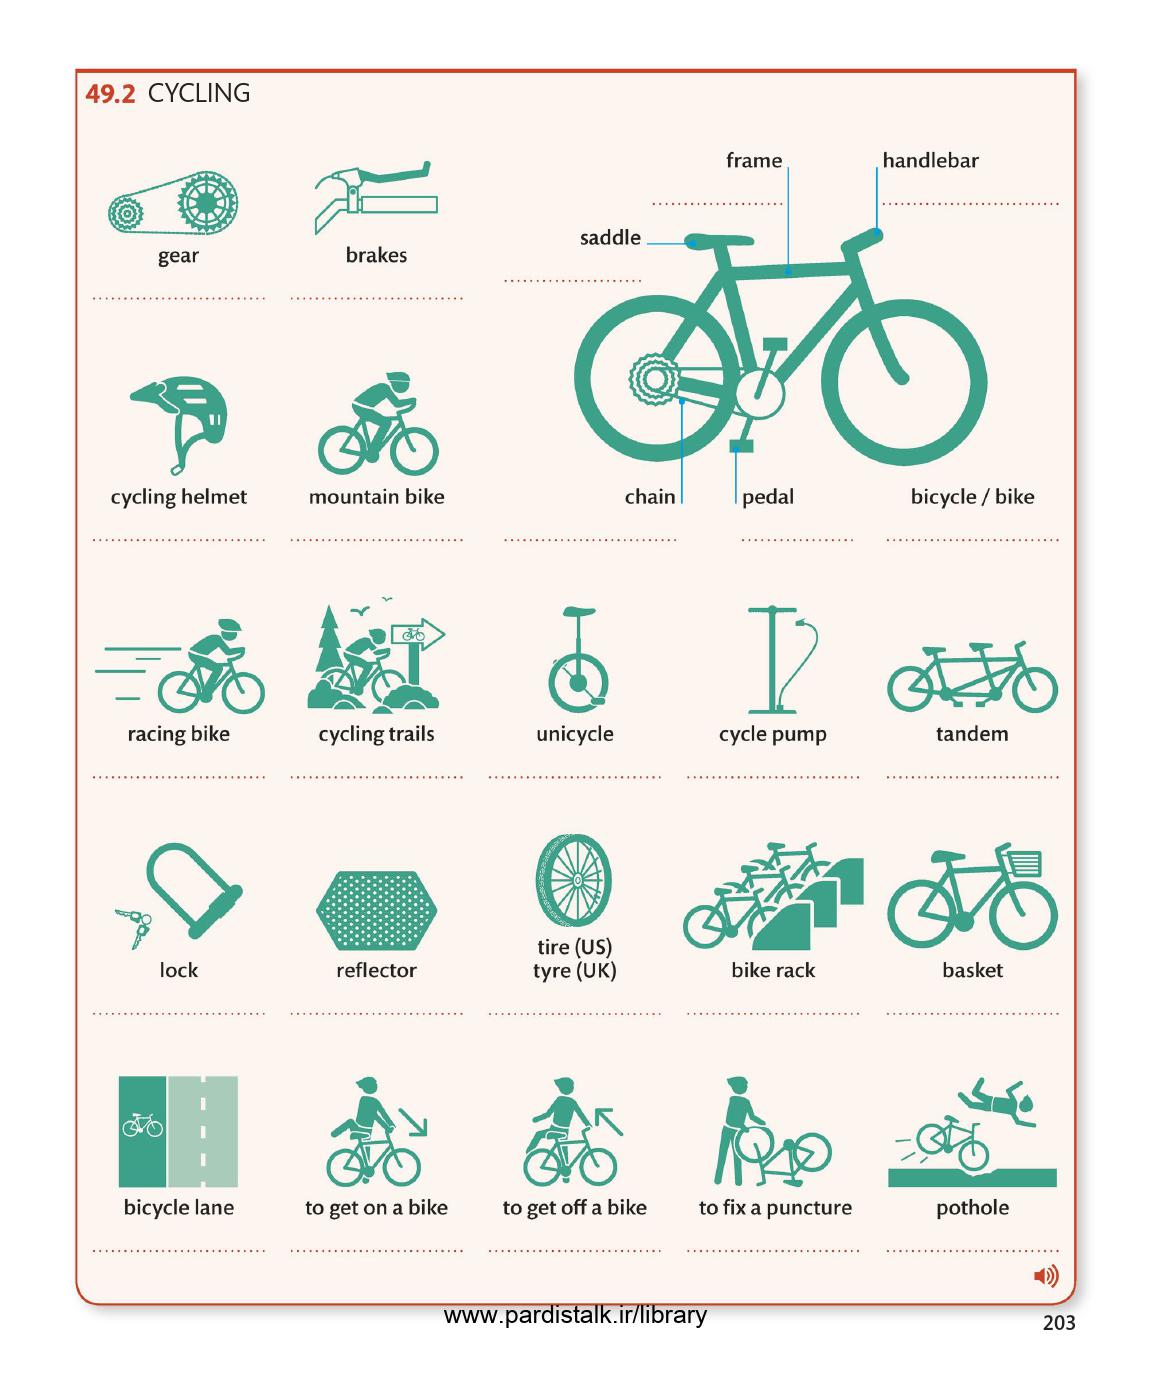 49.2 CYCLING
frame
handlebar
saddle
gear
brakes
cycling helmet
mountain bike
chain
pedal
bicycle / bike
racing bike
cycling trails
unicycle
cycle pump
tandem
lock
reflector
tire (US)
tyre (UK)
bike rack
basket
bicycle lane
to get on a bike
to get off a bike
to fix a puncture
pothole
www.pardistalk.ir/library
203